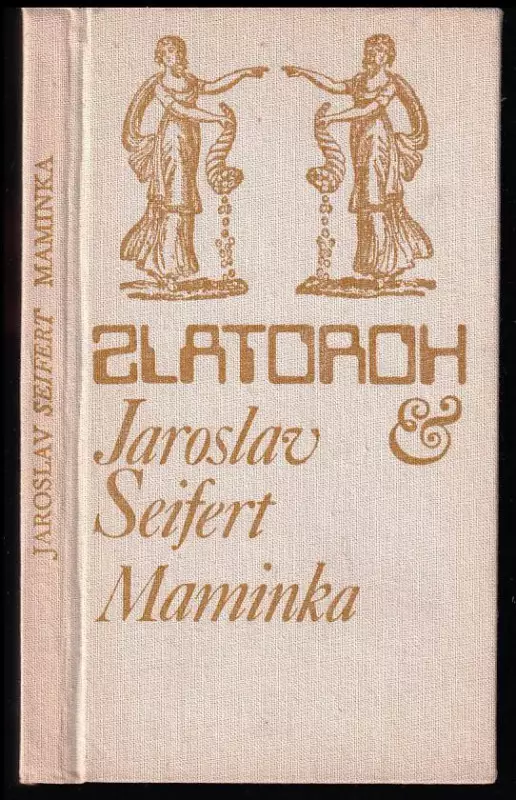 JAROSLAV SEIFERT MAMINKA
ZLATOROH
Jaroslav &
Seifert
Maminka